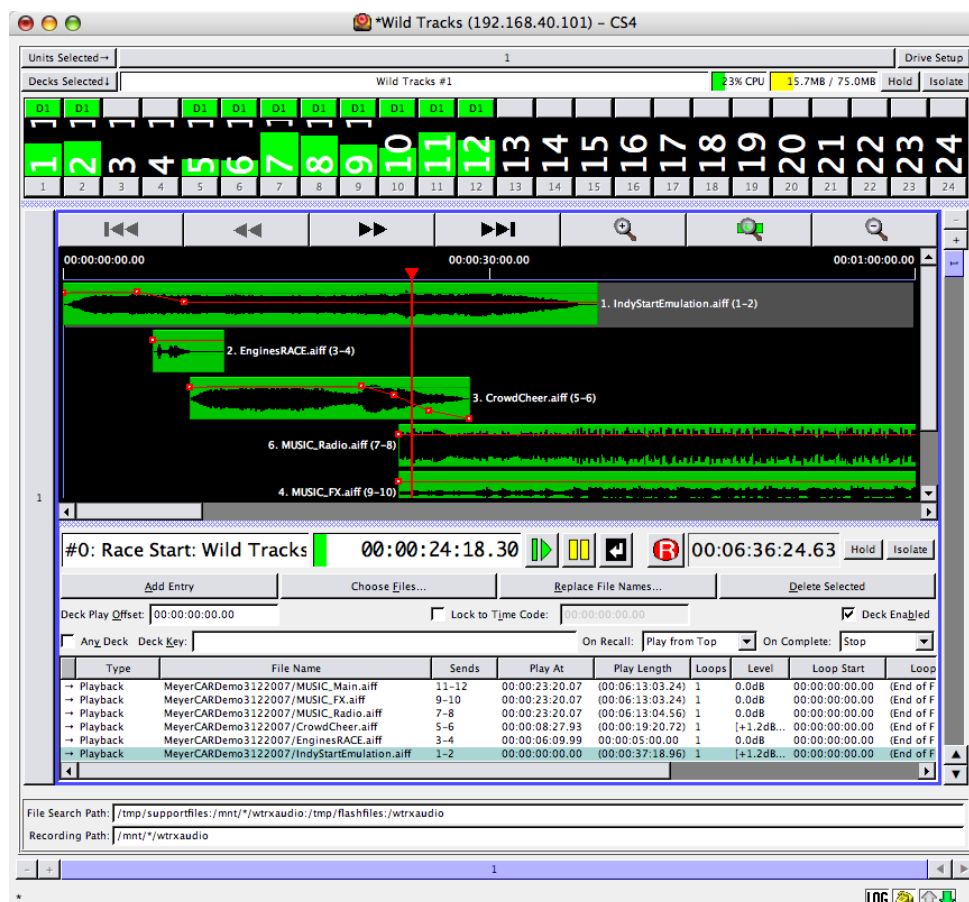 *Wild Tracks (192.168.40.101) – CS4
Units Selected→ 1 Drive Setup
Decks Selected↓ Wild Tracks #1 23% CPU 15.7MB / 75.0MB Hold Isolate
D1 D1 D1 D1 D1 D1 D1 D1 D1 D1
1 2 3 4 5 6 7 8 9 10 11 12 13 14 15 16 17 18 19 20 21 22 23 24
1 2 3 4 5 6 7 8 9 10 11 12 13 14 15 16 17 18 19 20 21 22 23 24
-
+
1
00:00:00:00.00 00:00:30:00.00 00:01:00:00.00
1. IndyStartEmulation.aiff (1-2)
2. EnginesRACE.aiff (3-4)
3. CrowdCheer.aiff (5-6)
6. MUSIC_Radio.aiff (7-8)
4. MUSIC_FX.aiff (9-10)
1
#0: Race Start: Wild Tracks 00:00:24:18.30 R 00:06:36:24.63 Hold Isolate
Add Entry Choose Files... Replace File Names... Delete Selected
Deck Play Offset: 00:00:00:00.00 Lock to Time Code: 00:00:00:00.00 Deck Enabled
Any Deck Deck Key: On Recall: Play from Top On Complete: Stop
Type File Name Sends Play At Play Length Loops Level Loop Start Loop
→ Playback MeyerCARDemo3122007/MUSIC_Main.aiff 11-12 00:00:23:20.07 (00:06:13:03.24) 1 0.0dB 00:00:00:00.00 (End of F
→ Playback MeyerCARDemo3122007/MUSIC_FX.aiff 9-10 00:00:23:20.07 (00:06:13:03.24) 1 0.0dB 00:00:00:00.00 (End of F
→ Playback MeyerCARDemo3122007/MUSIC_Radio.aiff 7-8 00:00:23:20.07 (00:06:13:04.56) 1 0.0dB 00:00:00:00.00 (End of F
→ Playback MeyerCARDemo3122007/CrowdCheer.aiff 5-6 00:00:08:27.93 (00:00:19:20.72) 1 [+1.2dB... 00:00:00:00.00 (End of F
→ Playback MeyerCARDemo3122007/EnginesRACE.aiff 3-4 00:00:06:09.99 (00:00:05:00.00) 1 0.0dB 00:00:00:00.00 (End of F
→ Playback MeyerCARDemo3122007/IndyStartEmulation.aiff 1-2 00:00:00:00.00 (00:00:37:18.96) 1 [+1.2dB... 00:00:00:00.00 (End of F
File Search Path: /tmp/supportfiles:/mnt/*/wtrxaudio:/tmp/flashfiles:/wtrxaudio
Recording Path: /mnt/*/wtrxaudio
- + 1
* LOG